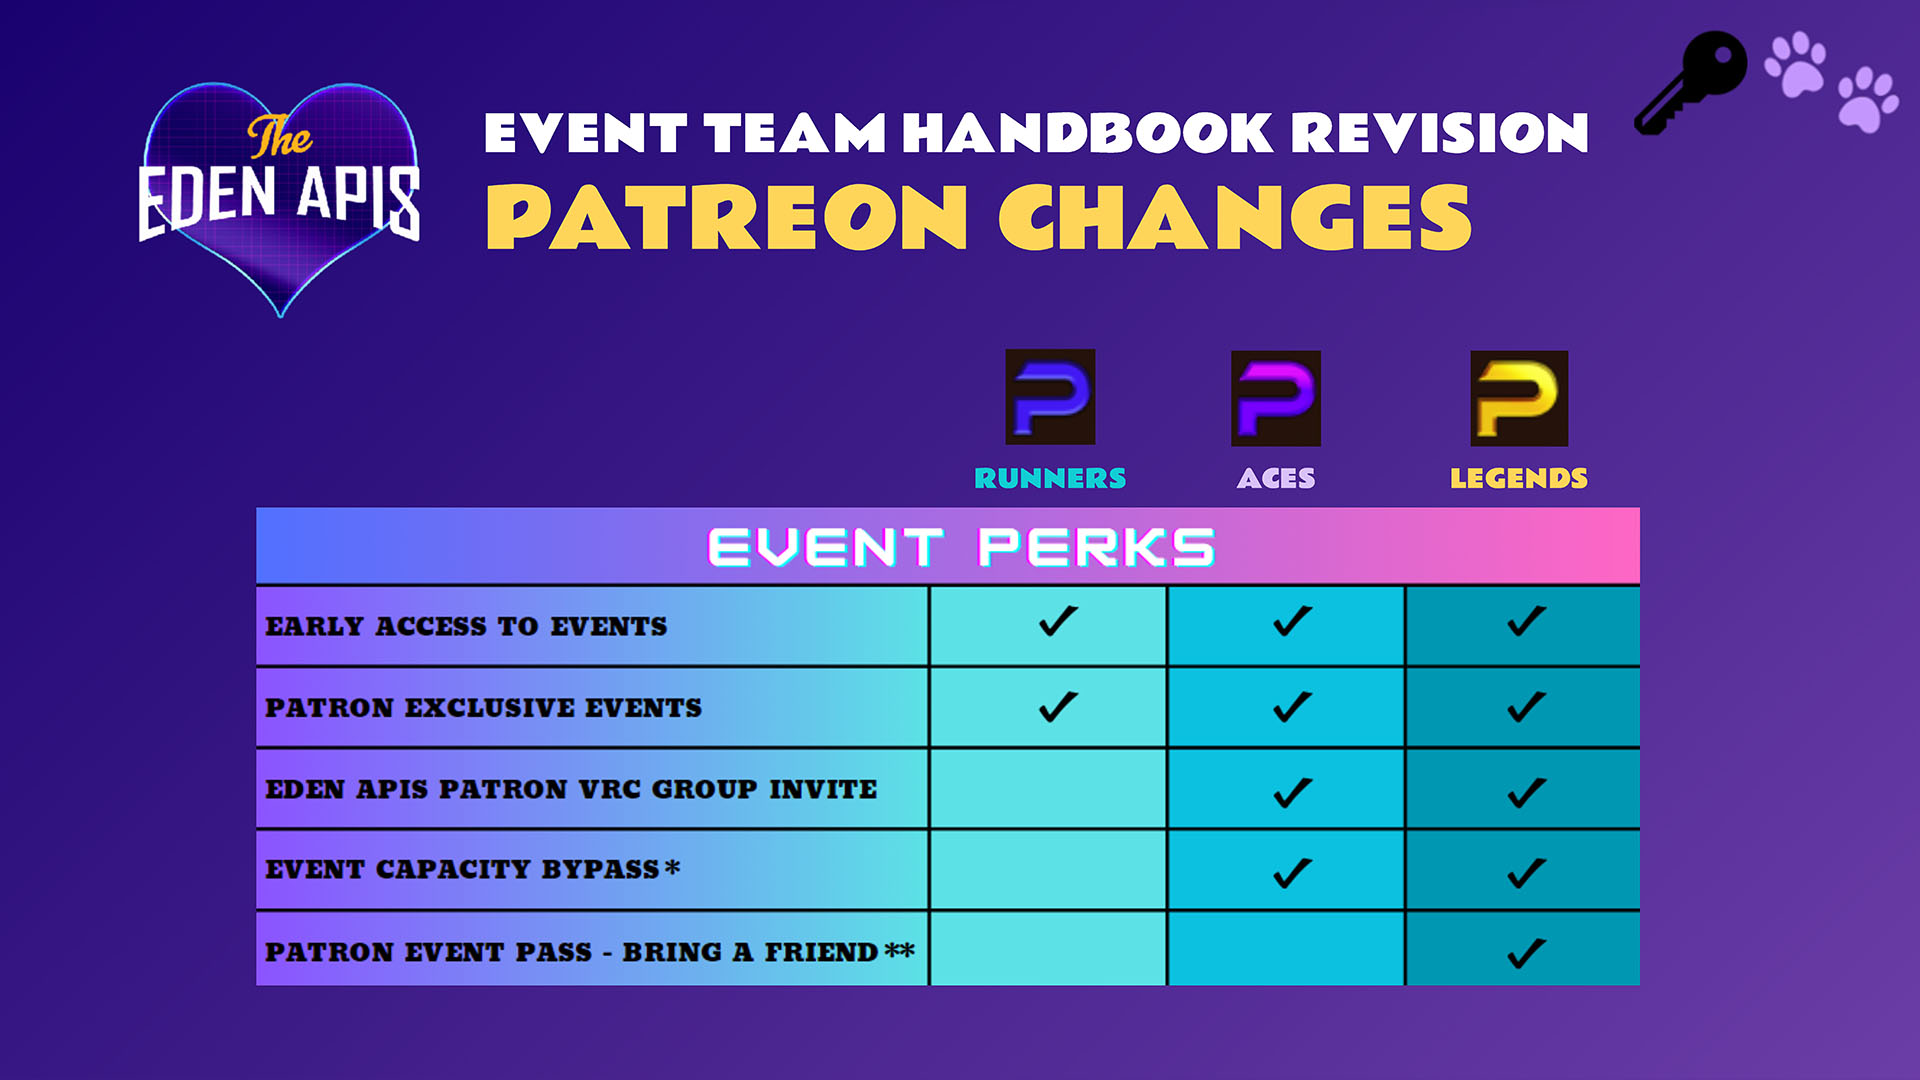 The
EDEN APIS
EVENT TEAM HANDBOOK REVISION
PATREON CHANGES
P P P
RUNNERS ACES LEGENDS
EVENT PERKS
EARLY ACCESS TO EVENTS ✓ ✓ ✓
PATRON EXCLUSIVE EVENTS ✓ ✓ ✓
EDEN APIS PATRON VRC GROUP INVITE ✓ ✓
EVENT CAPACITY BYPASS* ✓ ✓
PATRON EVENT PASS - BRING A FRIEND** ✓